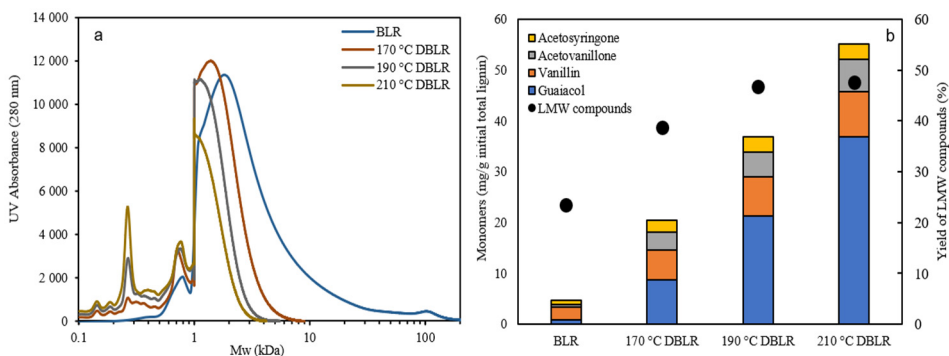 14 000
12 000
10 000
8 000
6 000
4 000
2 000
0
UV Absorbance (280 nm)
a
BLR
170 °C DBLR
190 °C DBLR
210 °C DBLR
0.1
1
10
100
Mw (kDa)
60
50
40
30
20
10
0
Monomers (mg/g initial total lignin)
Acetosyringone
Acetovanillone
Vanillin
Guaiacol
LMW compounds
b
60
50
40
30
20
10
0
Yield of LMW compounds (%)
BLR
170 °C DBLR
190 °C DBLR
210 °C DBLR